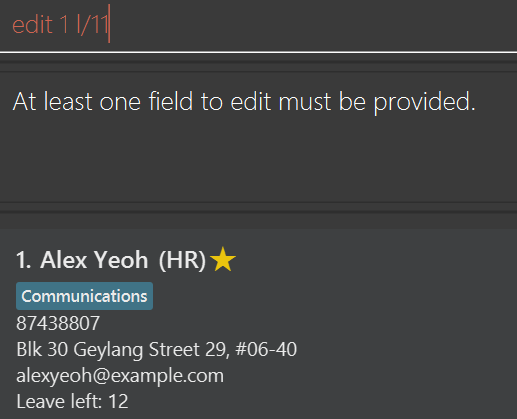 edit 1 l/11
At least one field to edit must be provided.
1. Alex Yeoh (HR)
Communications
87438807
Blk 30 Geylang Street 29, #06-40
alexyeoh@example.com
Leave left: 12